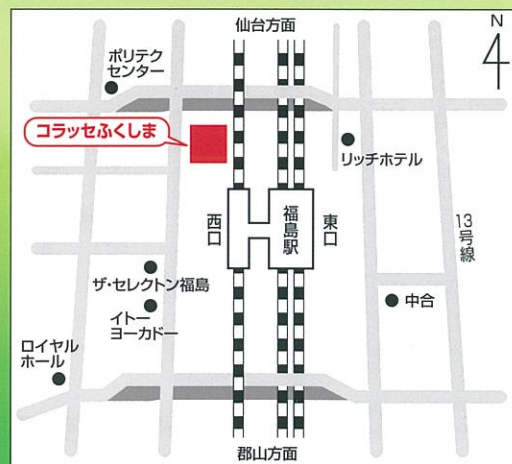 仙台方面
N
ポリテク
センター
コラッセふくしま
リッチホテル
西口
福島駅
東口
13号線
ザ・セレクトン福島
イトー
ヨーカドー
中合
ロイヤル
ホール
郡山方面